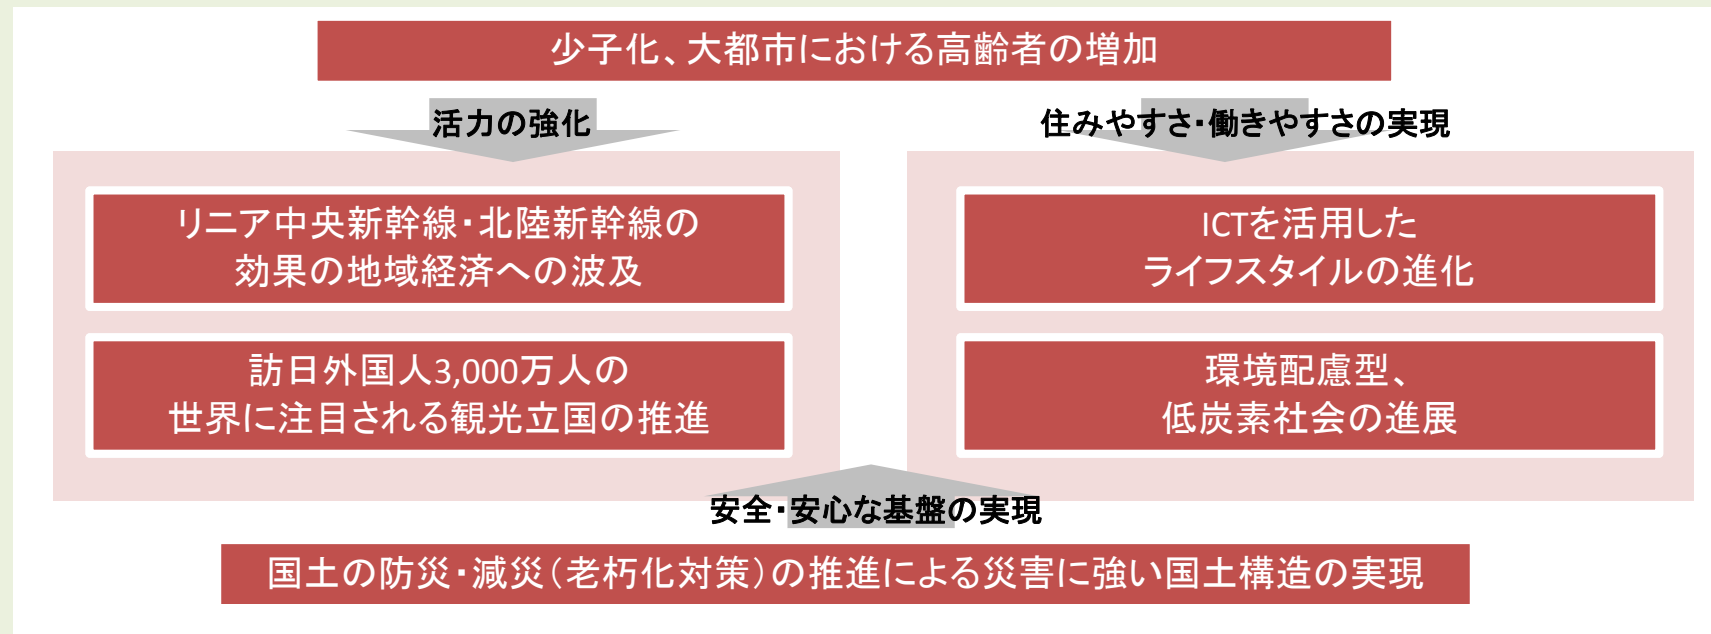 少子化、大都市における高齢者の増加
活力の強化
住みやすさ・働きやすさの実現
リニア中央新幹線・北陸新幹線の
効果の地域経済への波及
訪日外国人3,000万人の
世界に注目される観光立国の推進
ICTを活用した
ライフスタイルの進化
環境配慮型、
低炭素社会の進展
安全・安心な基盤の実現
国土の防災・減災（老朽化対策）の推進による災害に強い国土構造の実現